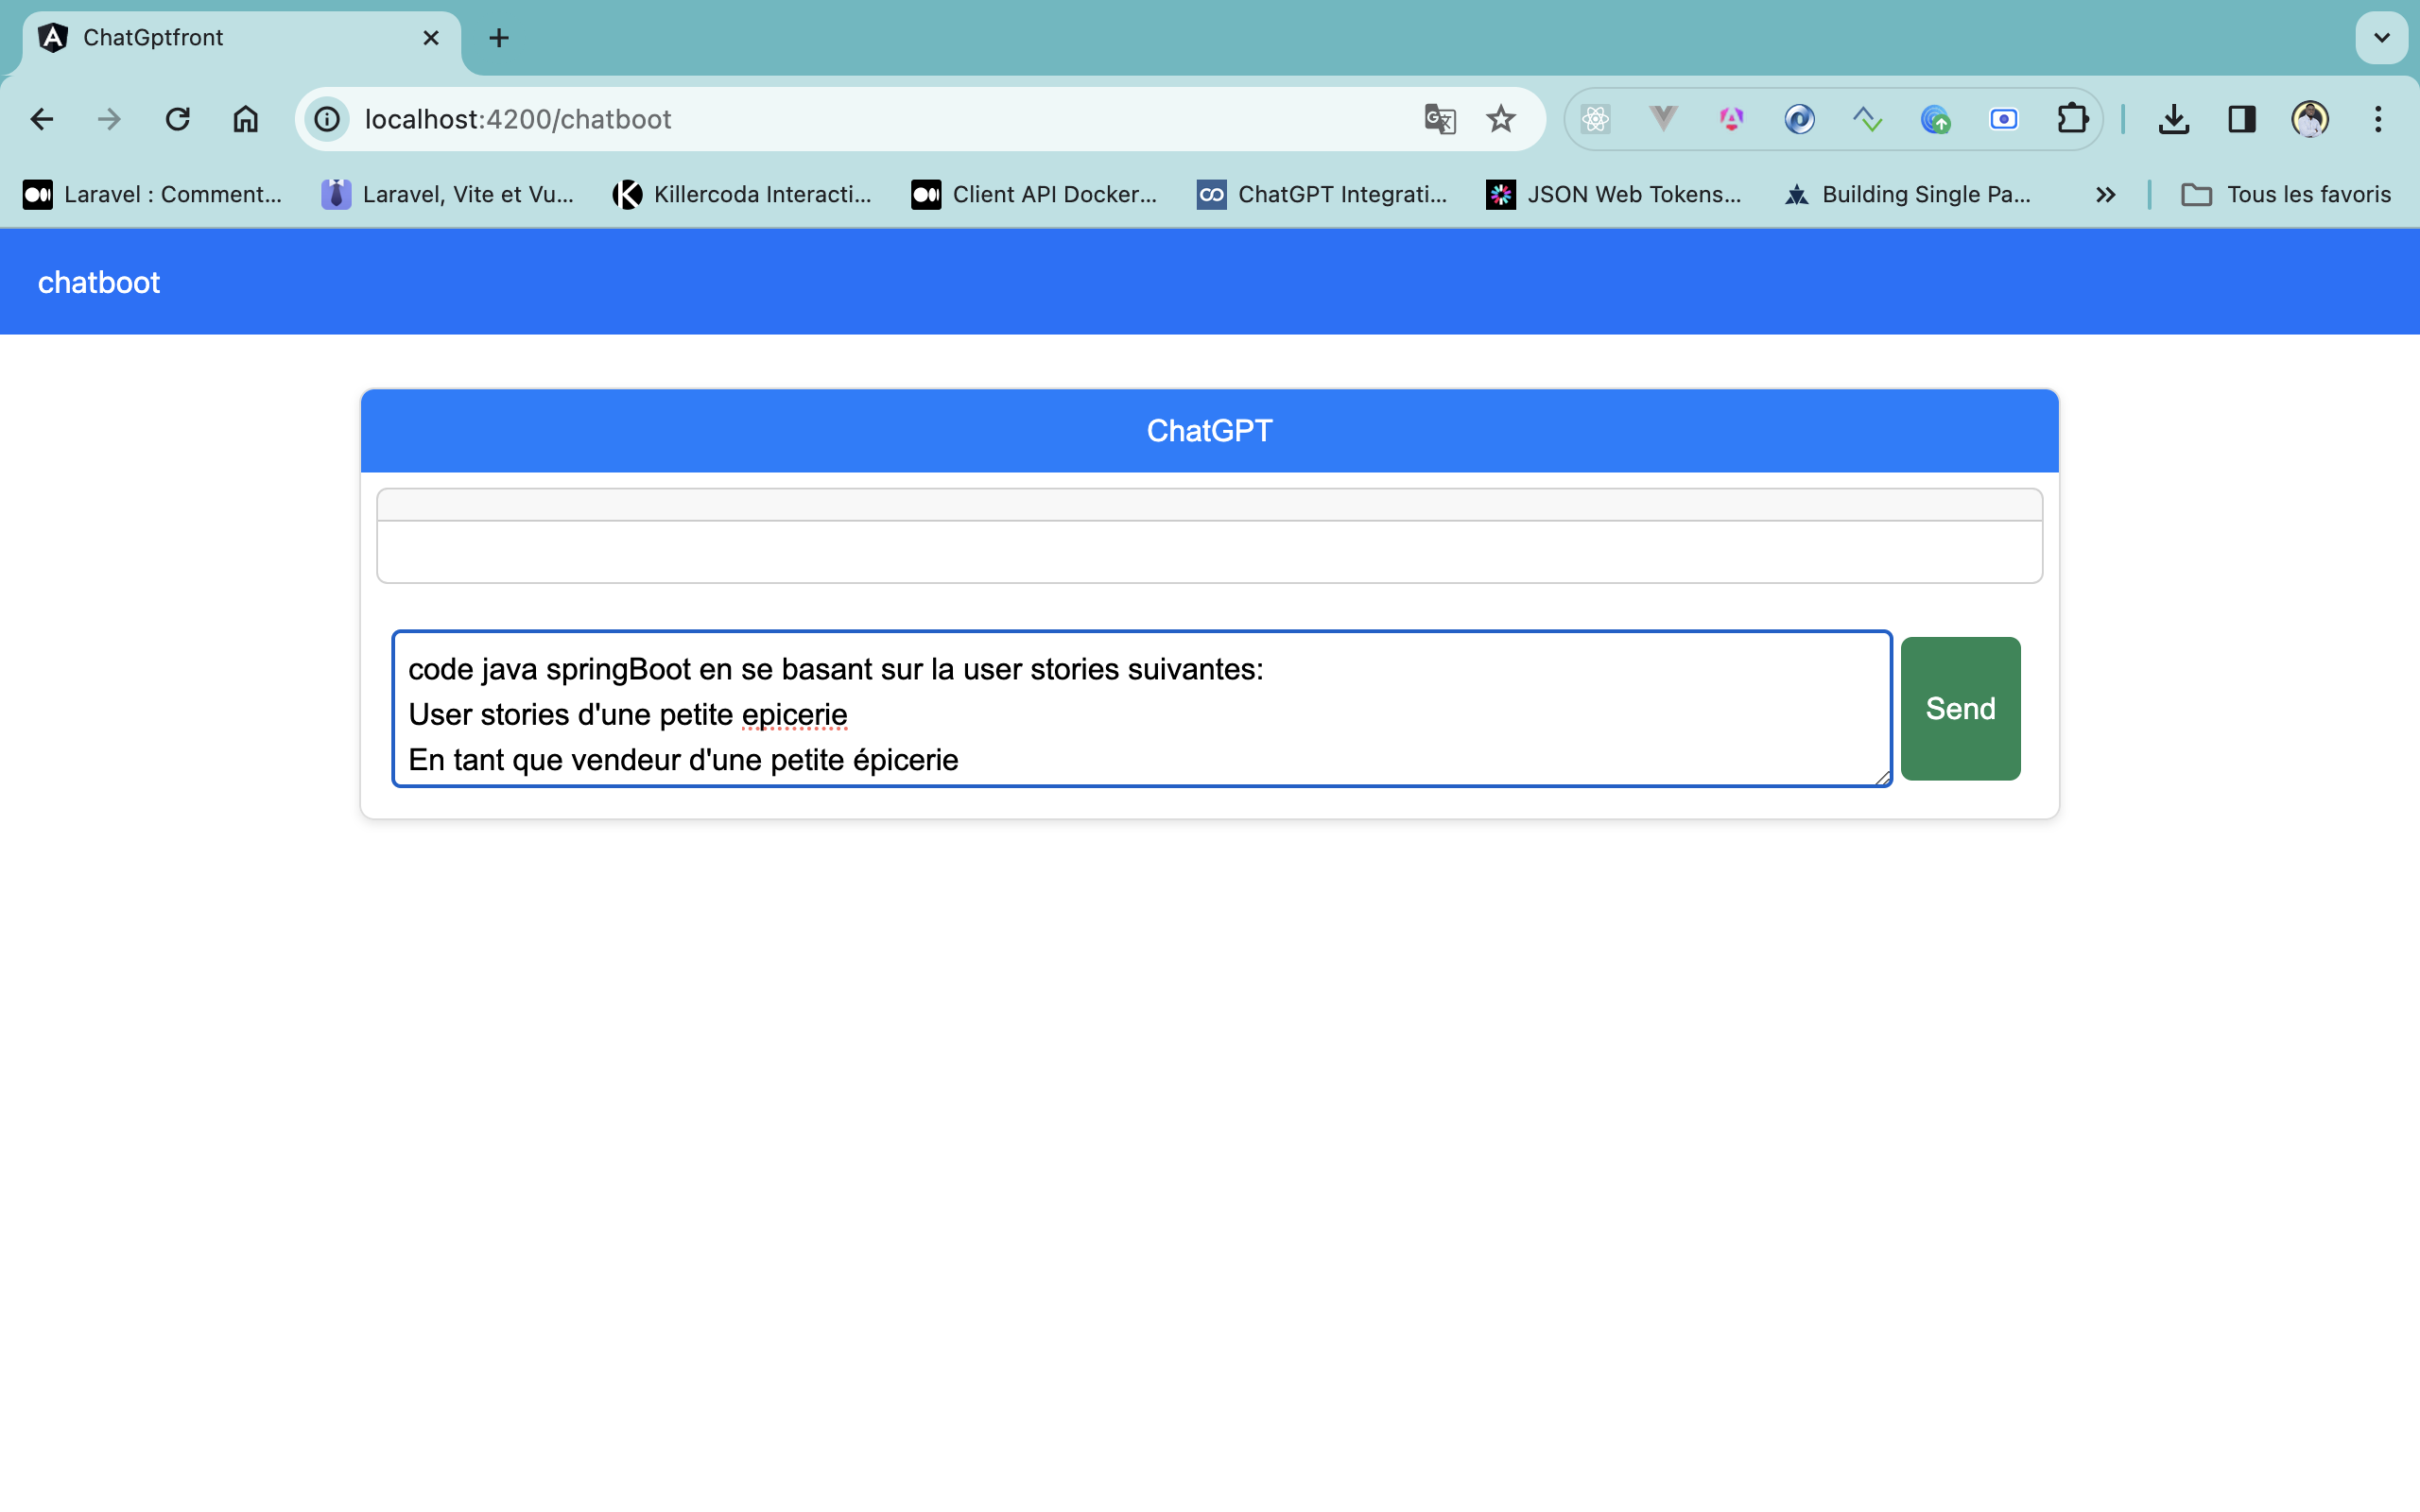 ChatGptfront
localhost:4200/chatboot
Laravel : Comment...
Laravel, Vite et Vu...
Killercoda Interacti...
Client API Docker...
ChatGPT Integrati...
JSON Web Tokens...
Building Single Pa...
Tous les favoris
chatboot
ChatGPT
code java springBoot en se basant sur la user stories suivantes:
User stories d'une petite epicerie
En tant que vendeur d'une petite épicerie
Send